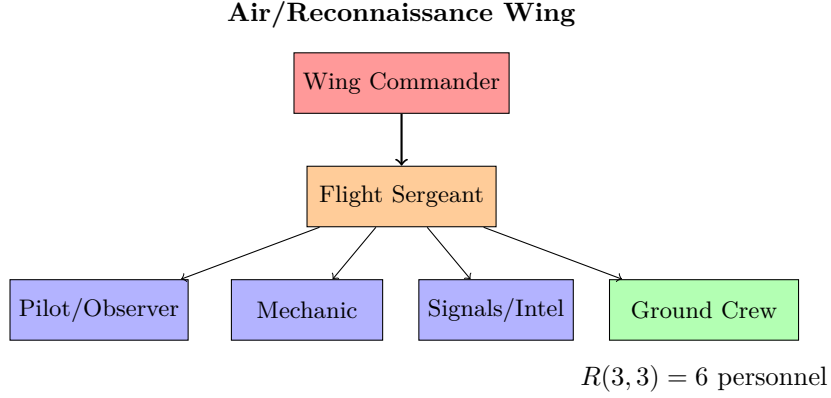 Air/Reconnaissance Wing
Wing Commander
Flight Sergeant
Pilot/Observer
Mechanic
Signals/Intel
Ground Crew
R(3, 3) = 6 personnel